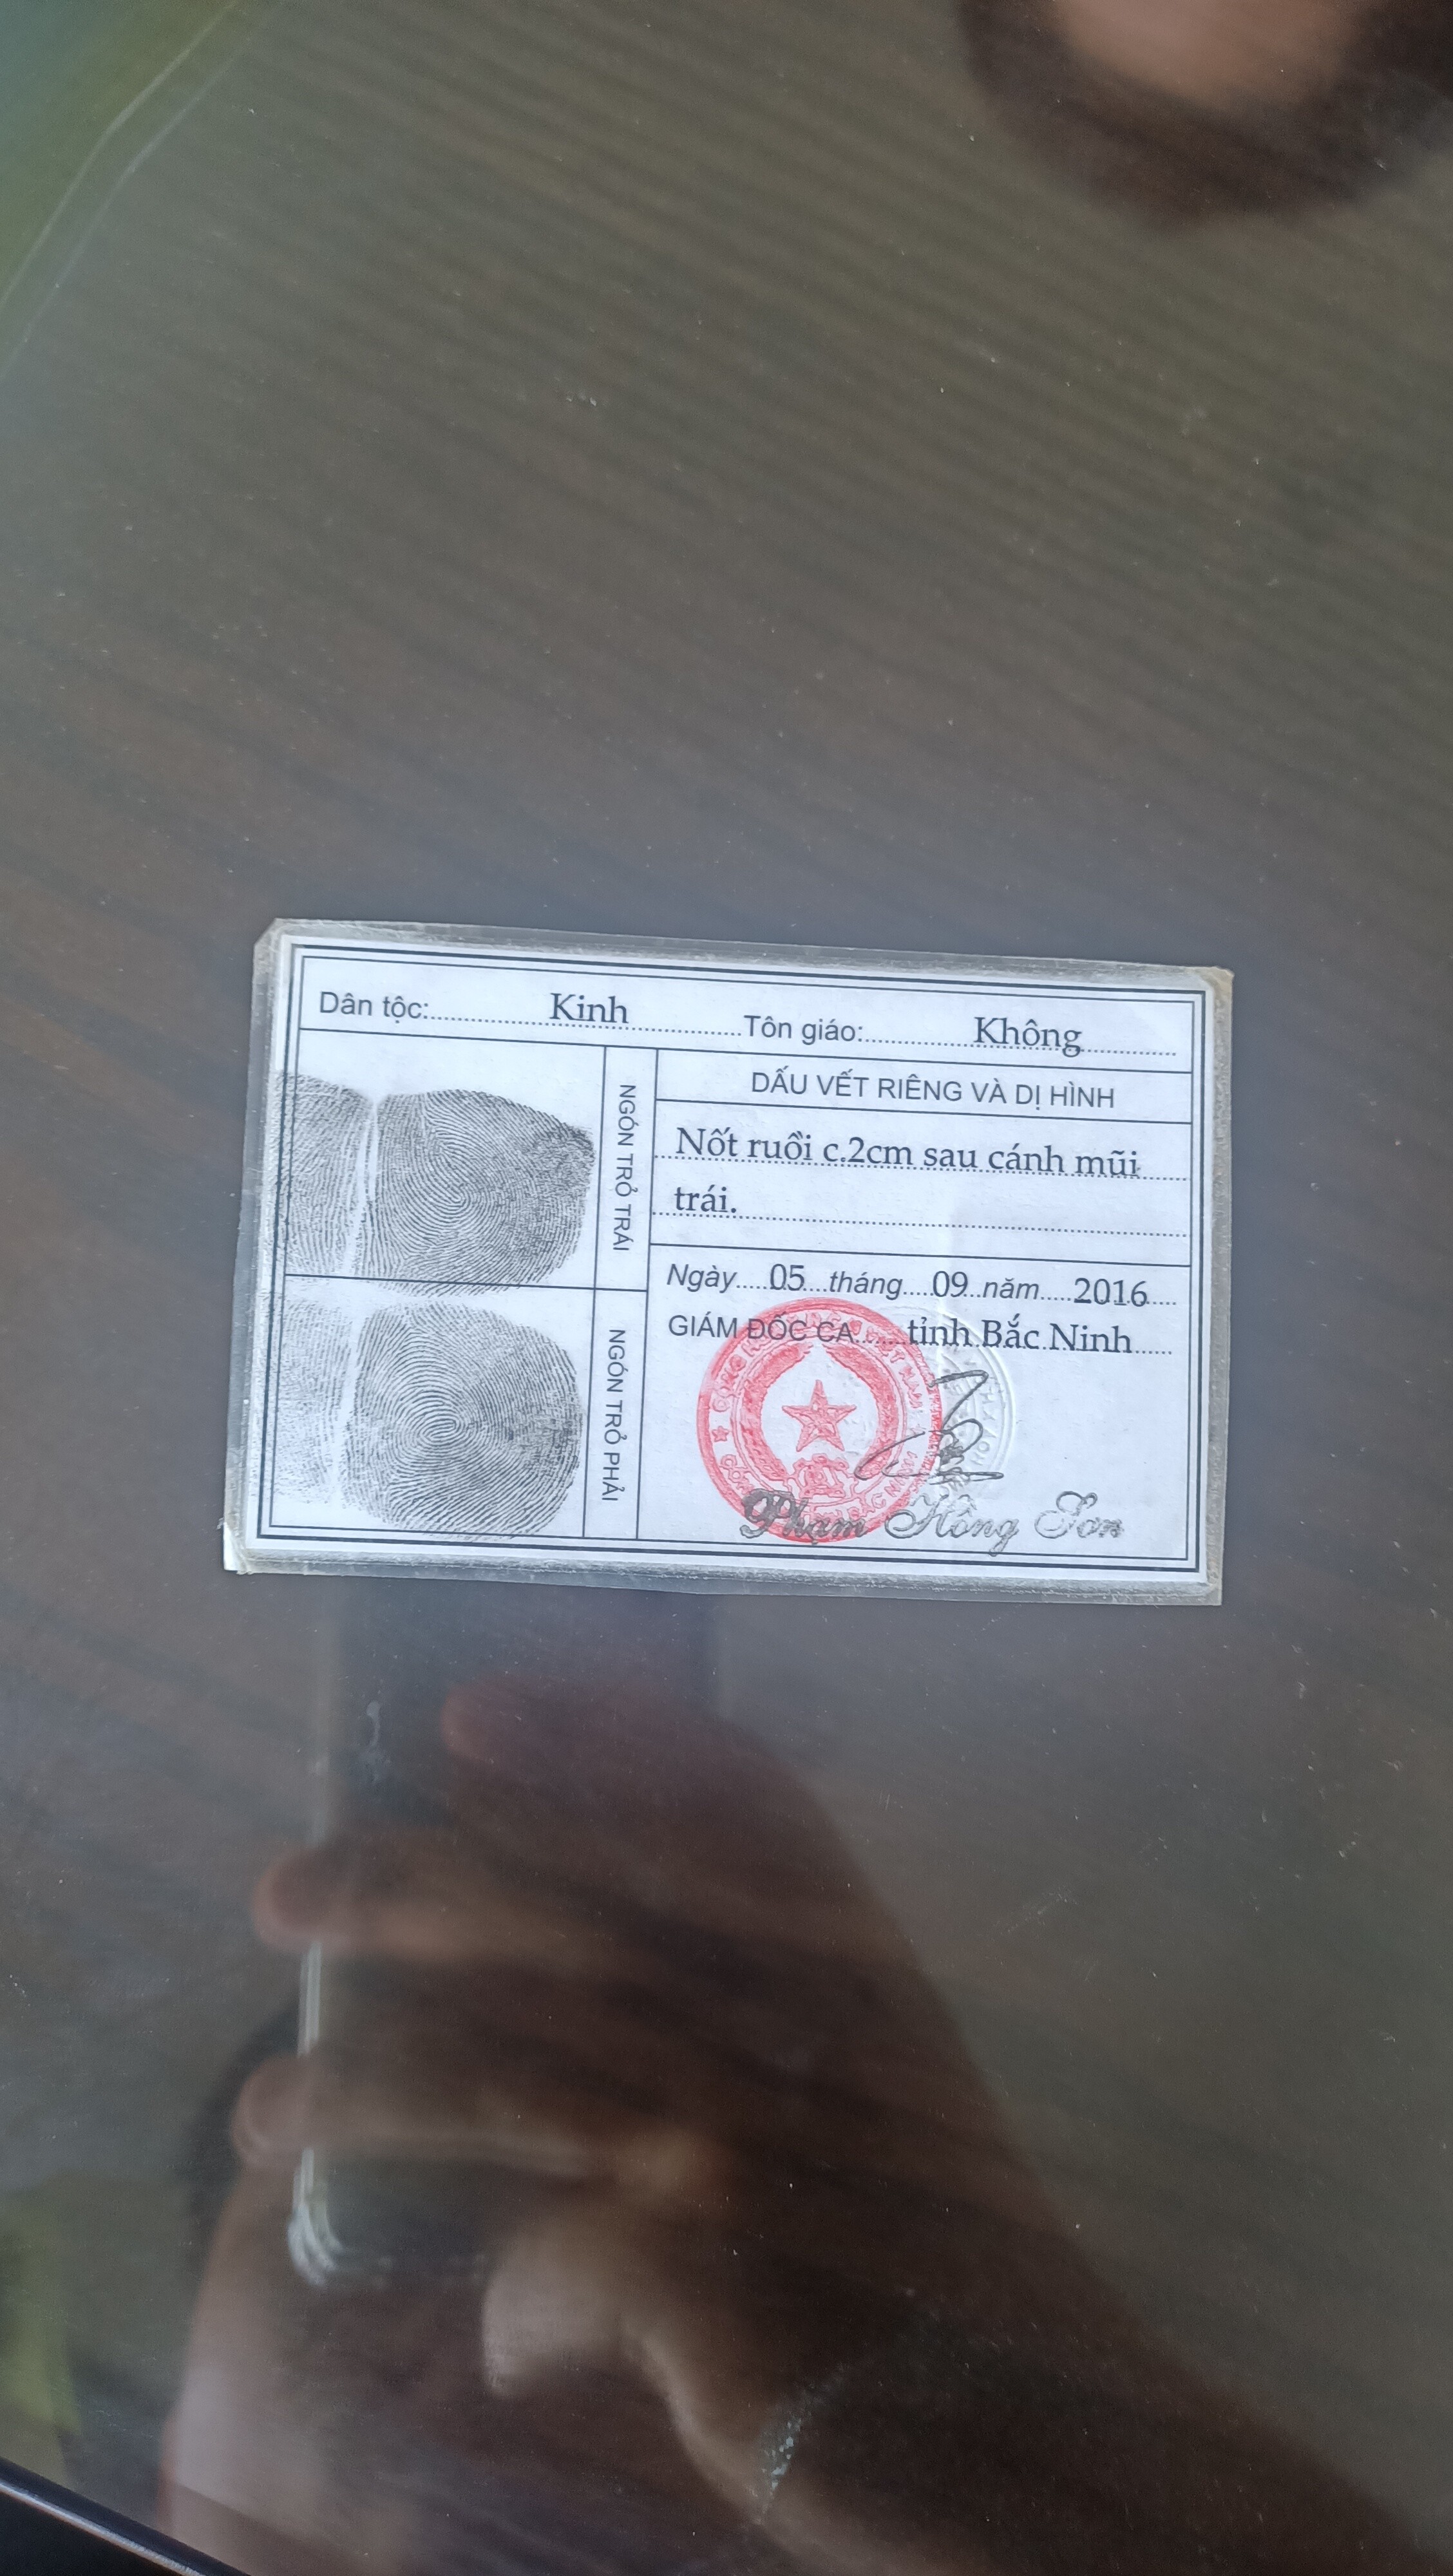 Dân tộc: Kinh Tôn giáo: Không
NGÓN TRỎ TRÁI
NGÓN TRỎ PHẢI
DẤU VẾT RIÊNG VÀ DỊ HÌNH
Nốt ruồi c.2cm sau cánh mũi
trái.
Ngày 05 tháng 09 năm 2016
GIÁM ĐỐC CA tỉnh Bắc Ninh
Phạm Hồng Sơn